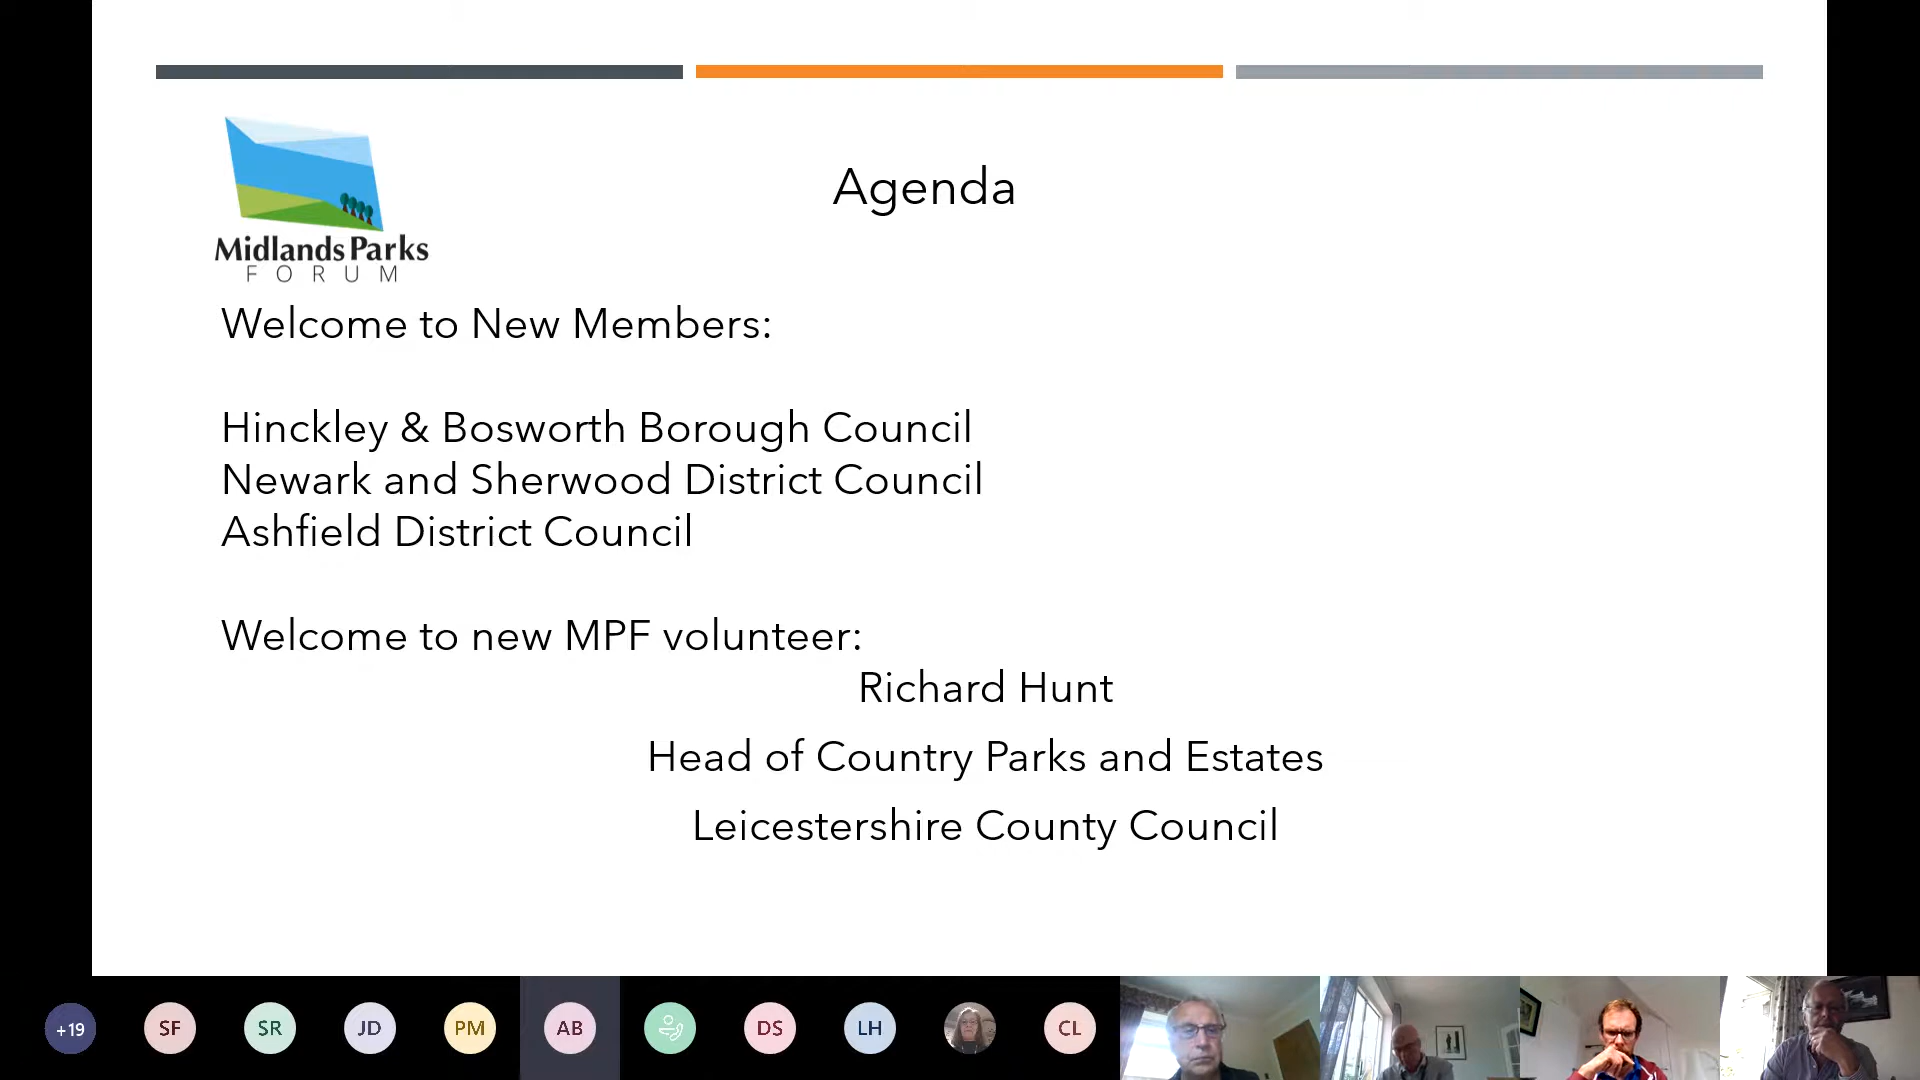 Midlands Parks
FORUM
Agenda
Welcome to New Members:
Hinckley & Bosworth Borough Council
Newark and Sherwood District Council
Ashfield District Council
Welcome to new MPF volunteer:
Richard Hunt
Head of Country Parks and Estates
Leicestershire County Council
+19
SF
SR
JD
PM
AB
DS
LH
CL